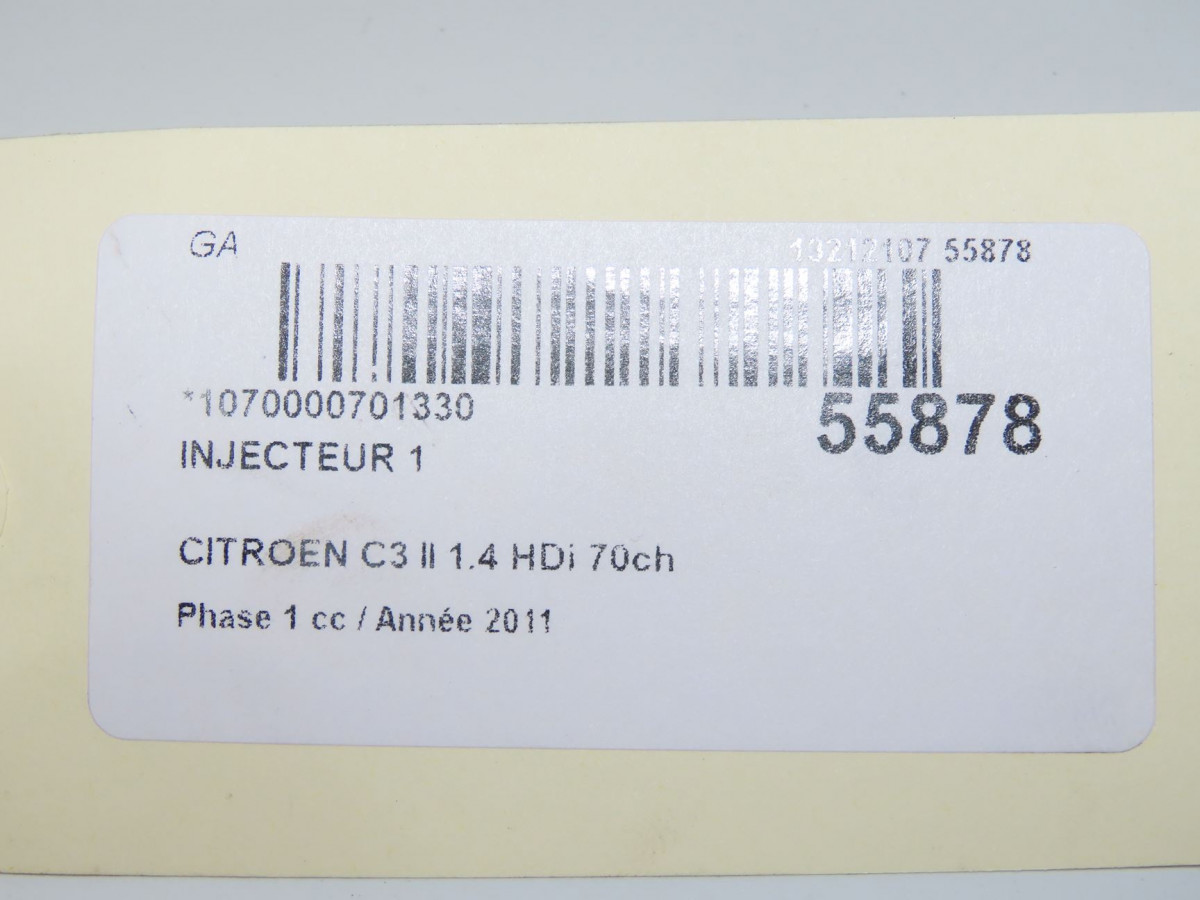 GA
13212107 55878
*1070000701330
55878
INJECTEUR 1
CITROEN C3 II 1.4 HDi 70ch
Phase 1 cc / Année 2011